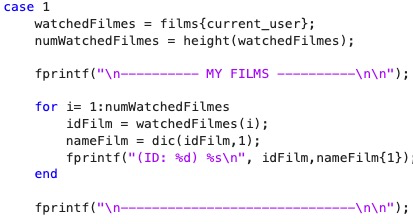 case 1
    watchedFilmes = films{current_user};
    numWatchedFilmes = height(watchedFilmes);

    fprintf("\n---------- MY FILMS ----------\n\n");

    for i= 1:numWatchedFilmes
        idFilm = watchedFilmes(i);
        nameFilm = dic(idFilm,1);
        fprintf("(ID: %d) %s\n", idFilm,nameFilm{1});
    end

    fprintf("\n------------------------------\n\n");